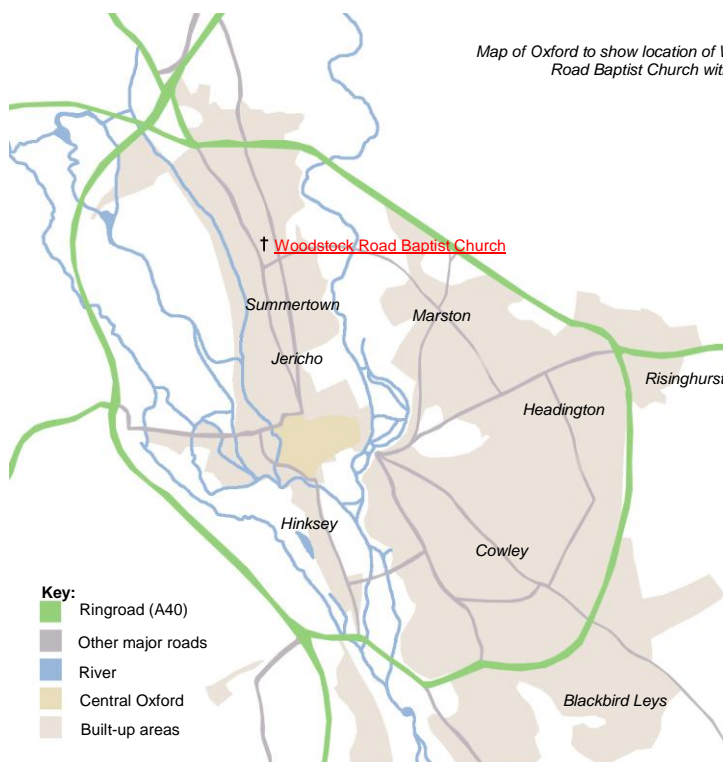 Map of Oxford to show location of
Road Baptist Church
† Woodstock Road Baptist Church
Summertown
Marston
Jericho
Risinghurst
Headington
Hinksey
Cowley
Key:
Ringroad (A40)
Other major roads
River
Central Oxford
Blackbird Leys
Built-up areas